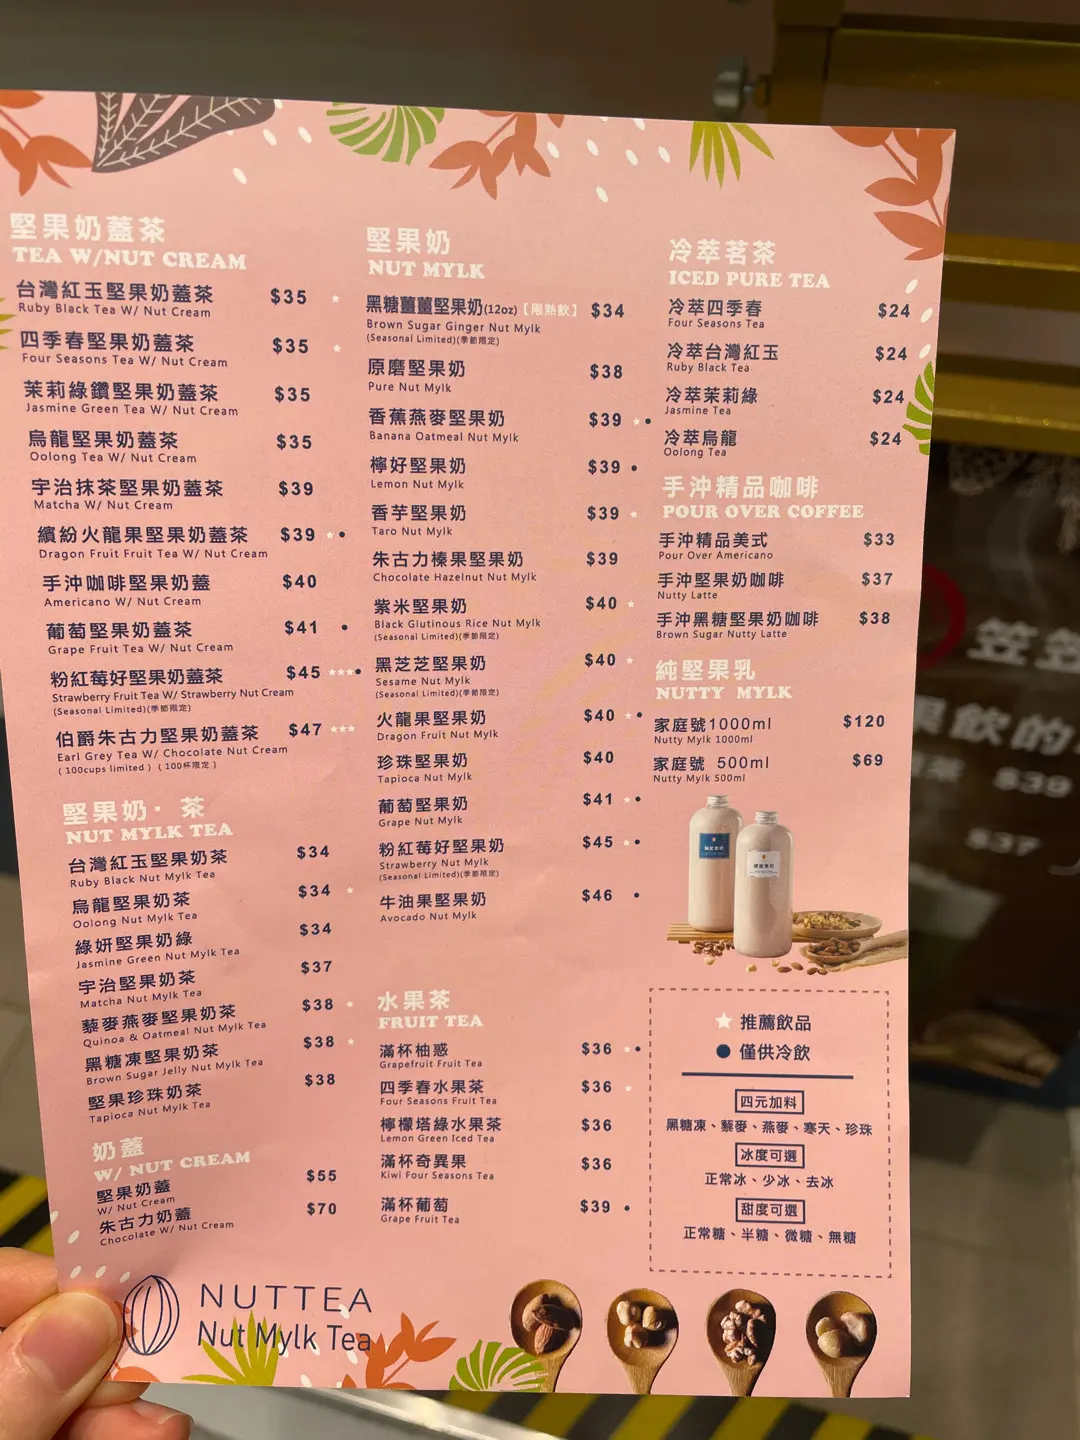 堅果奶蓋茶
TEA W/NUT CREAM
台灣紅玉堅果奶蓋茶 $35
Ruby Black Tea W/ Nut Cream
四季春堅果奶蓋茶 $35
Four Seasons Tea W/ Nut Cream
茉莉綠鑽堅果奶蓋茶 $35
Jasmine Green Tea W/ Nut Cream
烏龍堅果奶蓋茶 $35
Oolong Tea W/ Nut Cream
宇治抹茶堅果奶蓋茶 $39
Matcha W/ Nut Cream
繽紛火龍果堅果奶蓋茶 $39
Dragon Fruit Fruit Tea W/ Nut Cream
手沖咖啡堅果奶蓋 $40
Americano W/ Nut Cream
葡萄堅果奶蓋茶 $41
Grape Fruit Tea W/ Nut Cream
粉紅莓好堅果奶蓋茶 $45
Strawberry Fruit Tea W/ Strawberry Nut Cream
(Seasonal Limited)(季節限定)
伯爵朱古力堅果奶蓋茶 $47
Earl Grey Tea W/ Chocolate Nut Cream
(100cups limited) (100杯限定)
堅果奶·茶
NUT MYLK TEA
台灣紅玉堅果奶茶 $34
Ruby Black Nut Mylk Tea
烏龍堅果奶茶 $34
Oolong Nut Mylk Tea
綠妍堅果奶綠 $34
Jasmine Green Nut Mylk Tea
宇治堅果奶茶 $37
Matcha Nut Mylk Tea
藜麥燕麥堅果奶茶 $38
Quinoa & Oatmeal Nut Mylk Tea
黑糖凍堅果奶茶 $38
Brown Sugar Jelly Nut Mylk Tea
堅果珍珠奶茶 $38
Tapioca Nut Mylk Tea
奶蓋
W/ NUT CREAM
堅果奶蓋 $55
W/ Nut Cream
朱古力奶蓋 $70
Chocolate W/ Nut Cream
堅果奶
NUT MYLK
黑糖薑薑堅果奶(12oz)【限熱飲】 $34
Brown Sugar Ginger Nut Mylk
(Seasonal Limited)(季節限定)
原磨堅果奶 $38
Pure Nut Mylk
香蕉燕麥堅果奶 $39
Banana Oatmeal Nut Mylk
檸好堅果奶 $39
Lemon Nut Mylk
香芋堅果奶 $39
Taro Nut Mylk
朱古力榛果堅果奶 $39
Chocolate Hazelnut Nut Mylk
紫米堅果奶 $40
Black Glutinous Rice Nut Mylk
(Seasonal Limited)(季節限定)
黑芝芝堅果奶 $40
Sesame Nut Mylk
(Seasonal Limited)(季節限定)
火龍果堅果奶 $40
Dragon Fruit Nut Mylk
珍珠堅果奶 $40
Tapioca Nut Mylk
葡萄堅果奶 $41
Grape Nut Mylk
粉紅莓好堅果奶 $45
Strawberry Nut Mylk
(Seasonal Limited)(季節限定)
牛油果堅果奶 $46
Avocado Nut Mylk
水果茶
FRUIT TEA
滿杯柚惑 $36
Grapefruit Fruit Tea
四季春水果茶 $36
Four Seasons Fruit Tea
檸檬塔綠水果茶 $36
Lemon Green Iced Tea
滿杯奇異果 $36
Kiwi Four Seasons Tea
滿杯葡萄 $39
Grape Fruit Tea
冷萃茗茶
ICED PURE TEA
冷萃四季春 $24
Four Seasons Tea
冷萃台灣紅玉 $24
Ruby Black Tea
冷萃茉莉綠 $24
Jasmine Tea
冷萃烏龍 $24
Oolong Tea
手沖精品咖啡
POUR OVER COFFEE
手沖精品美式 $33
Pour Over Americano
手沖堅果奶咖啡 $37
Nutty Latte
手沖黑糖堅果奶咖啡 $38
Brown Sugar Nutty Latte
純堅果乳
NUTTY MYLK
家庭號1000ml $120
Nutty Mylk 1000ml
家庭號 500ml $69
Nutty Mylk 500ml
推薦飲品
僅供冷飲
四元加料
黑糖凍、藜麥、燕麥、寒天、珍珠
冰度可選
正常冰、少冰、去冰
甜度可選
正常糖、半糖、微糖、無糖
NUTTEA
Nut Mylk Tea
果飲的
茶 $39
$37